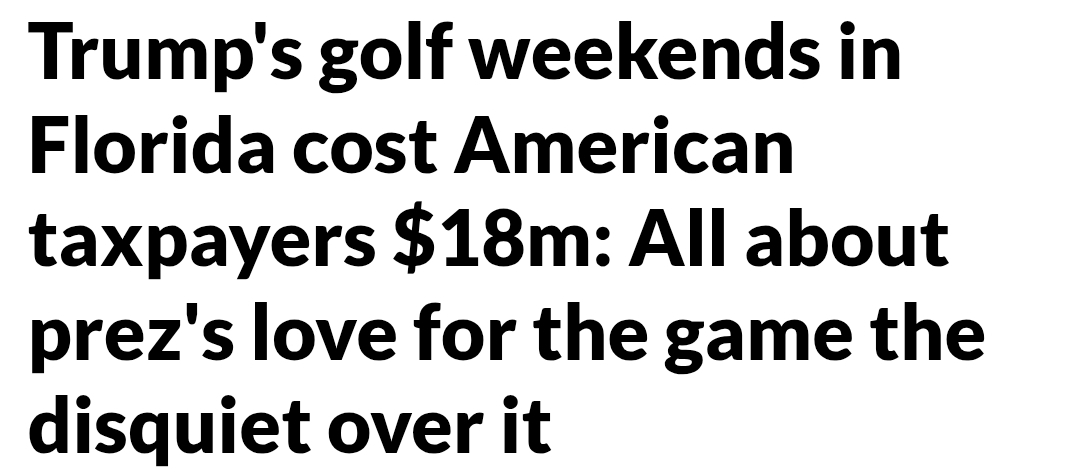 Trump's golf weekends in
Florida cost American
taxpayers $18m: All about
prez's love for the game the
disquiet over it